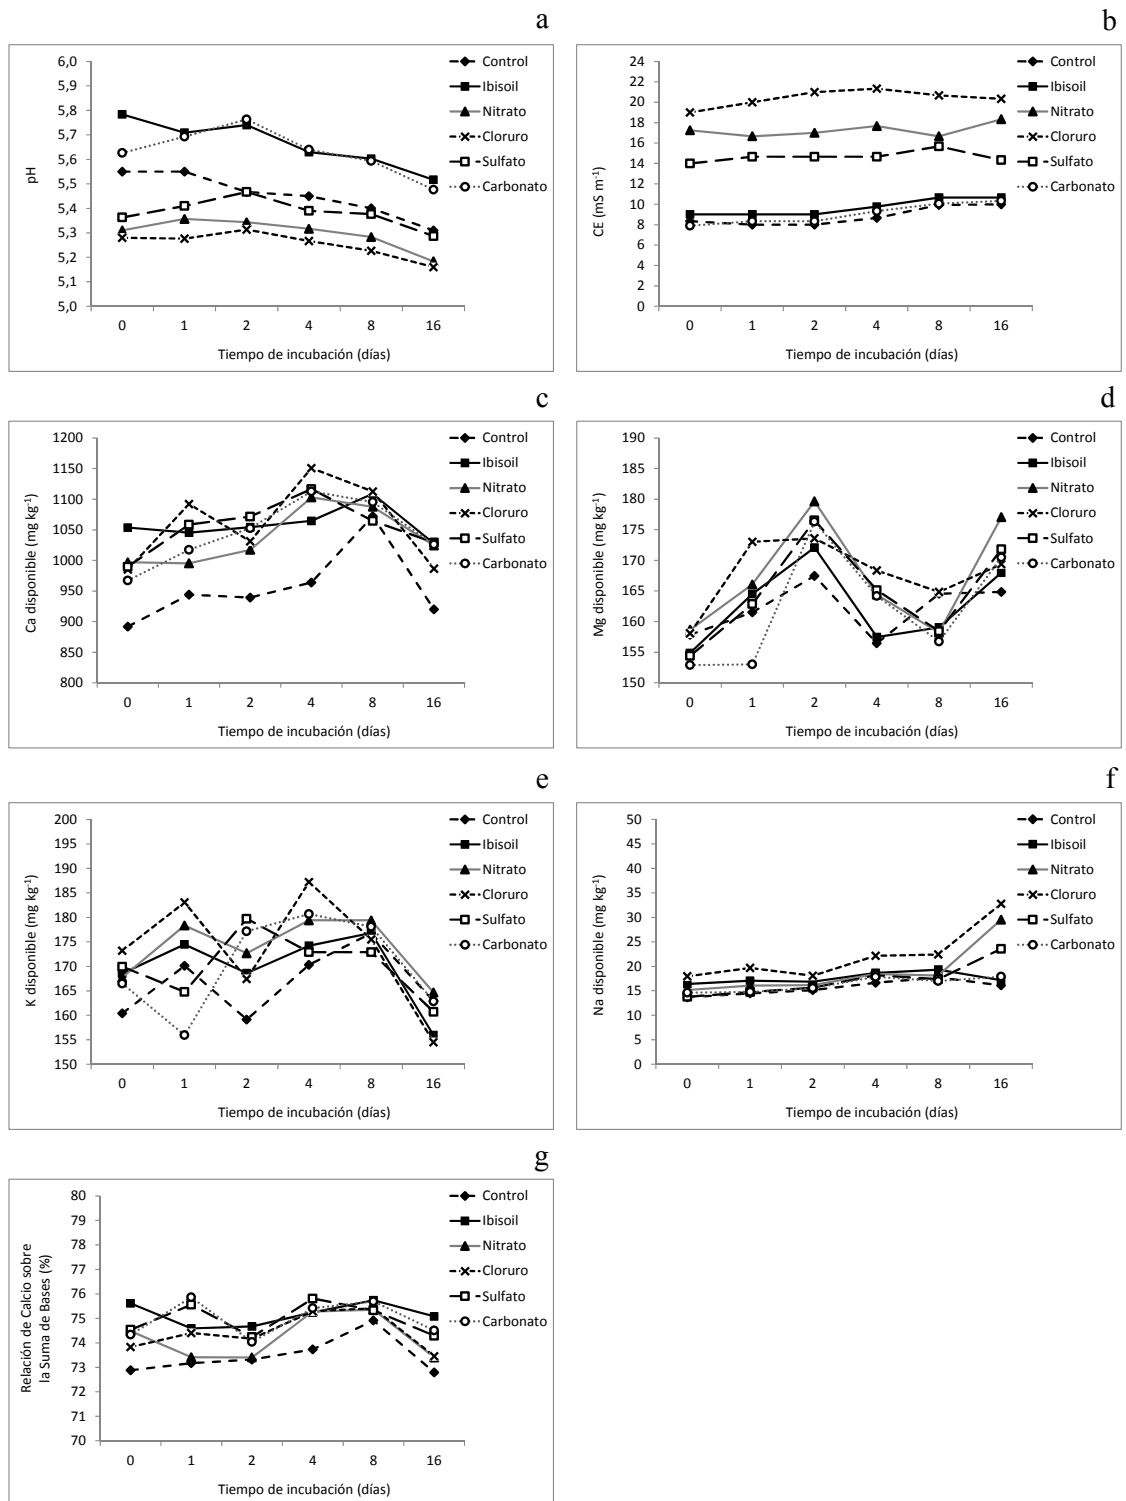 a
6,0
5,9
5,8
5,7
5,6
5,5
5,4
5,3
5,2
5,1
5,0
pH
0 1 2 4 8 16
Tiempo de incubación (días)
Control
Ibisoil
Nitrato
Cloruro
Sulfato
Carbonato
b
24
22
20
18
16
14
12
10
8
6
4
2
0
CE (mS m⁻¹)
0 1 2 4 8 16
Tiempo de incubación (días)
Control
Ibisoil
Nitrato
Cloruro
Sulfato
Carbonato
c
1200
1150
1100
1050
1000
950
900
850
800
Ca disponible (mg kg⁻¹)
0 1 2 4 8 16
Tiempo de incubación (días)
Control
Ibisoil
Nitrato
Cloruro
Sulfato
Carbonato
d
190
185
180
175
170
165
160
155
150
Mg disponible (mg kg⁻¹)
0 1 2 4 8 16
Tiempo de incubación (días)
Control
Ibisoil
Nitrato
Cloruro
Sulfato
Carbonato
e
200
195
190
185
180
175
170
165
160
155
150
K disponible (mg kg⁻¹)
0 1 2 4 8 16
Tiempo de incubación (días)
Control
Ibisoil
Nitrato
Cloruro
Sulfato
Carbonato
f
50
45
40
35
30
25
20
15
10
5
0
Na disponible (mg kg⁻¹)
0 1 2 4 8 16
Tiempo de incubación (días)
Control
Ibisoil
Nitrato
Cloruro
Sulfato
Carbonato
g
80
79
78
77
76
75
74
73
72
71
70
Relación de Calcio sobre
la Suma de Bases (%)
0 1 2 4 8 16
Tiempo de incubación (días)
Control
Ibisoil
Nitrato
Cloruro
Sulfato
Carbonato